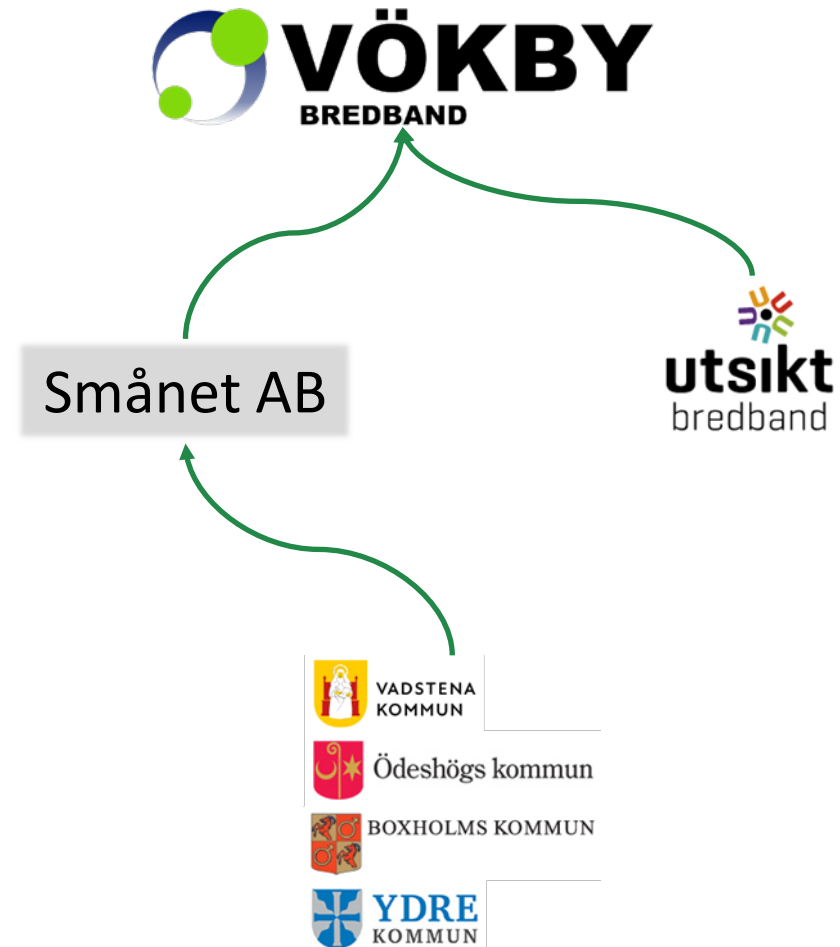 VÖKBY
BREDBAND
utsikt
bredband
Smånet AB
VADSTENA
KOMMUN
Ödeshögs kommun
BOXHOLMS KOMMUN
YDRE
KOMMUN